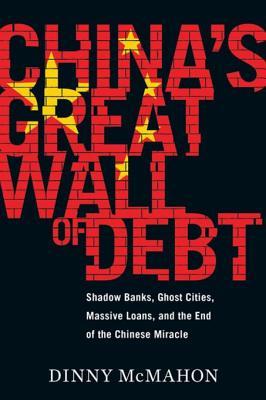 CHINA'S
GREAT
WALL
OF DEBT
Shadow Banks, Ghost Cities,
Massive Loans, and the End
of the Chinese Miracle
DINNY McMAHON